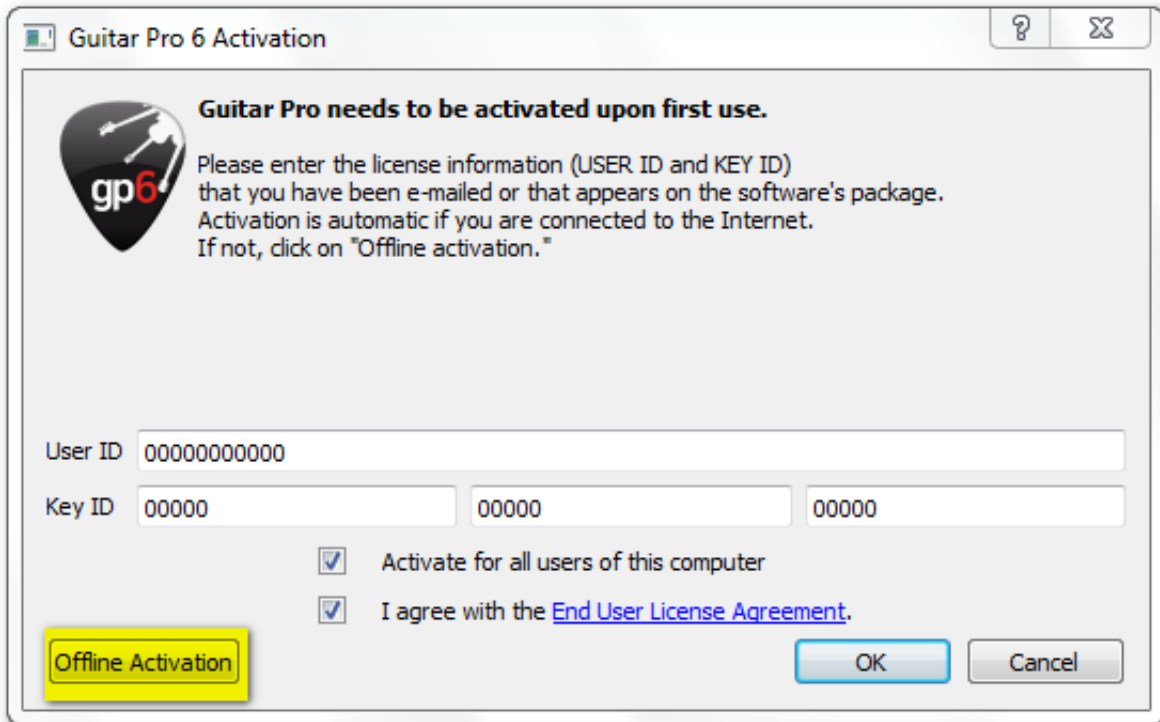 Guitar Pro 6 Activation
gp6
Guitar Pro needs to be activated upon first use.
Please enter the license information (USER ID and KEY ID)
that you have been e-mailed or that appears on the software's package.
Activation is automatic if you are connected to the Internet.
If not, click on "Offline activation."
User ID 00000000000
Key ID 00000 00000 00000
Activate for all users of this computer
I agree with the End User License Agreement.
Offline Activation OK Cancel